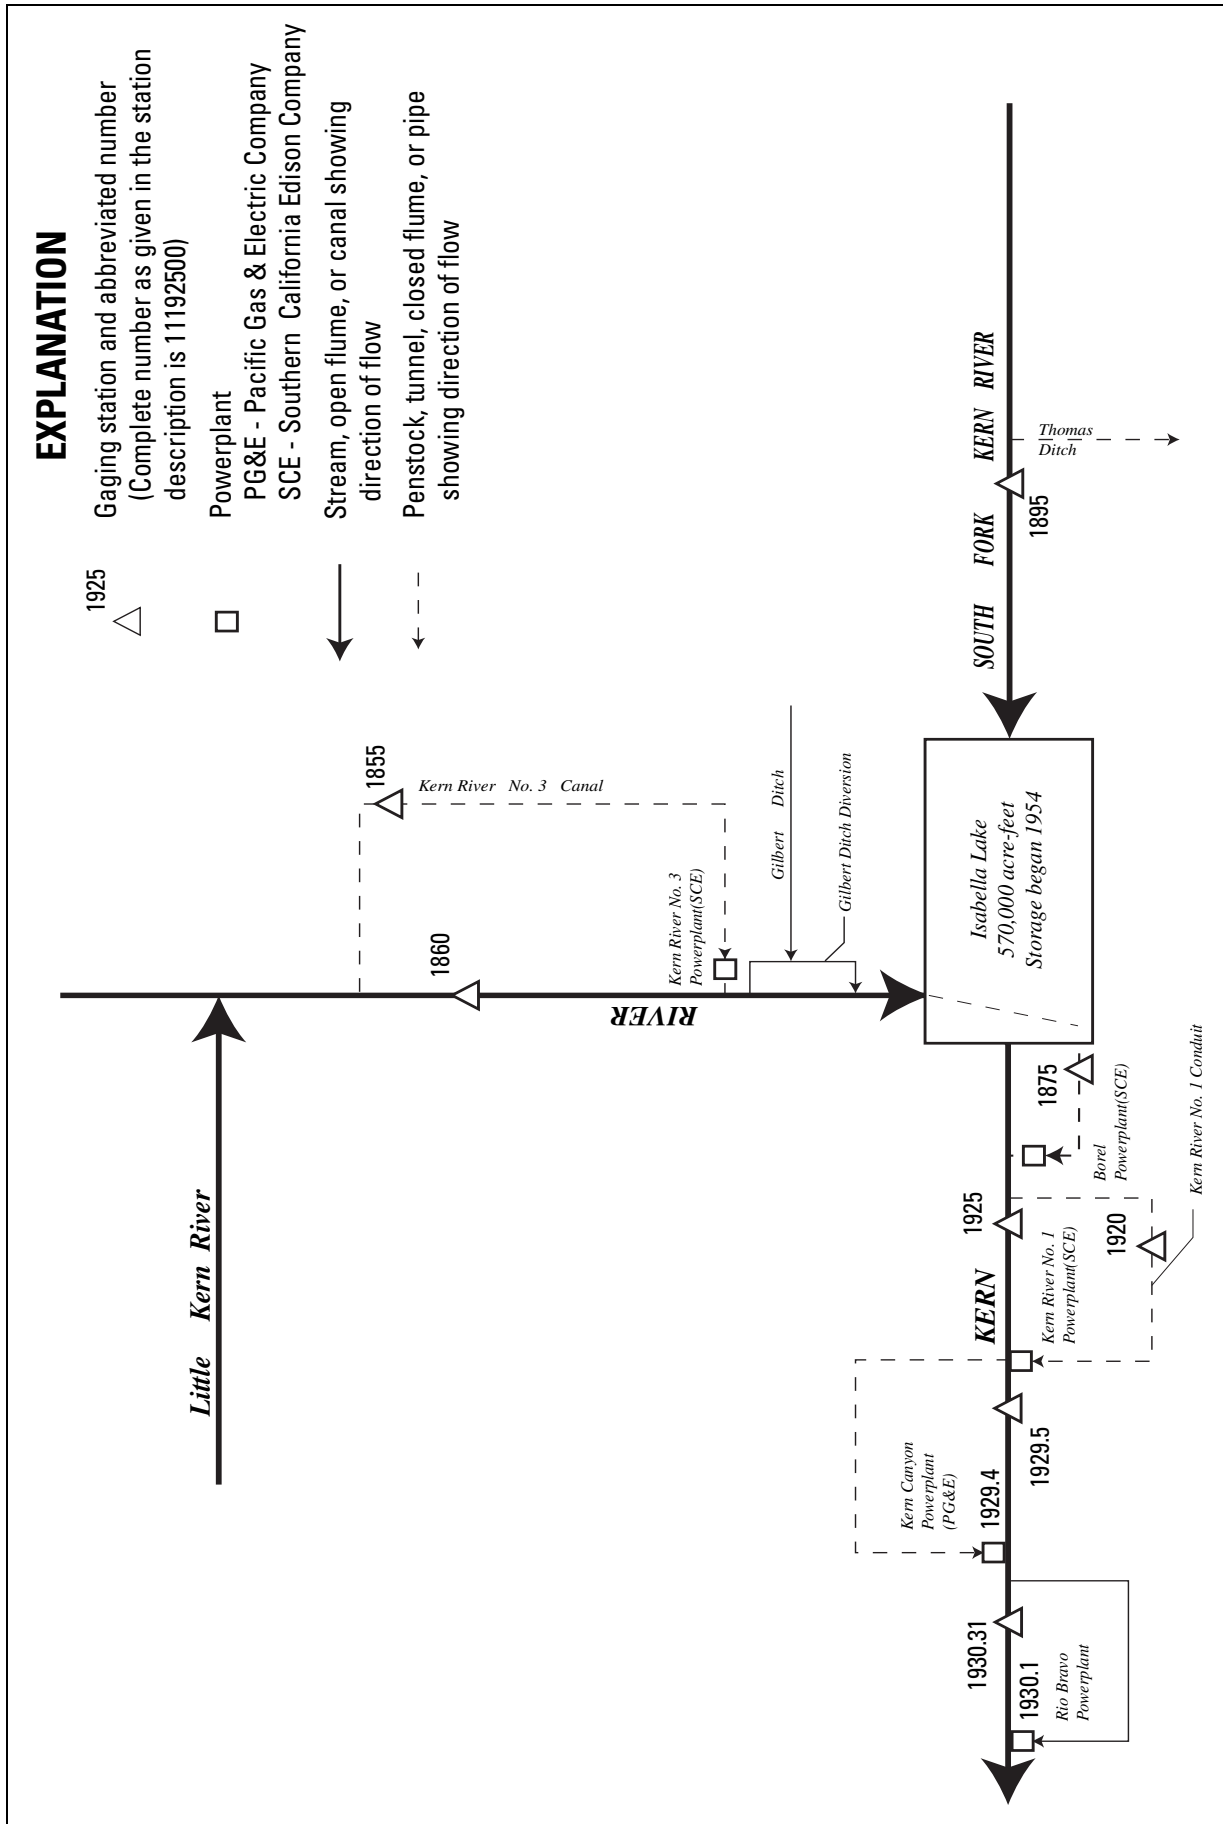 EXPLANATION
1925
Gaging station and abbreviated number
(Complete number as given in the station
description is 11192500)
Powerplant
PG&E - Pacific Gas & Electric Company
SCE - Southern California Edison Company
Stream, open flume, or canal showing
direction of flow
Penstock, tunnel, closed flume, or pipe
showing direction of flow
Little Kern River
1860
1855
Kern River No. 3 Canal
Kern River No. 3
Powerplant(SCE)
Gilbert Ditch
Gilbert Ditch Diversion
RIVER
Isabella Lake
570,000 acre-feet
Storage began 1954
SOUTH FORK KERN RIVER
1895
Thomas
Ditch
1875
Borel
Powerplant(SCE)
Kern River No. 1 Conduit
1925
1920
KERN
Kern River No. 1
Powerplant(SCE)
1929.5
Kern Canyon
Powerplant
(PG&E)
1929.4
1930.31
1930.1
Rio Bravo
Powerplant